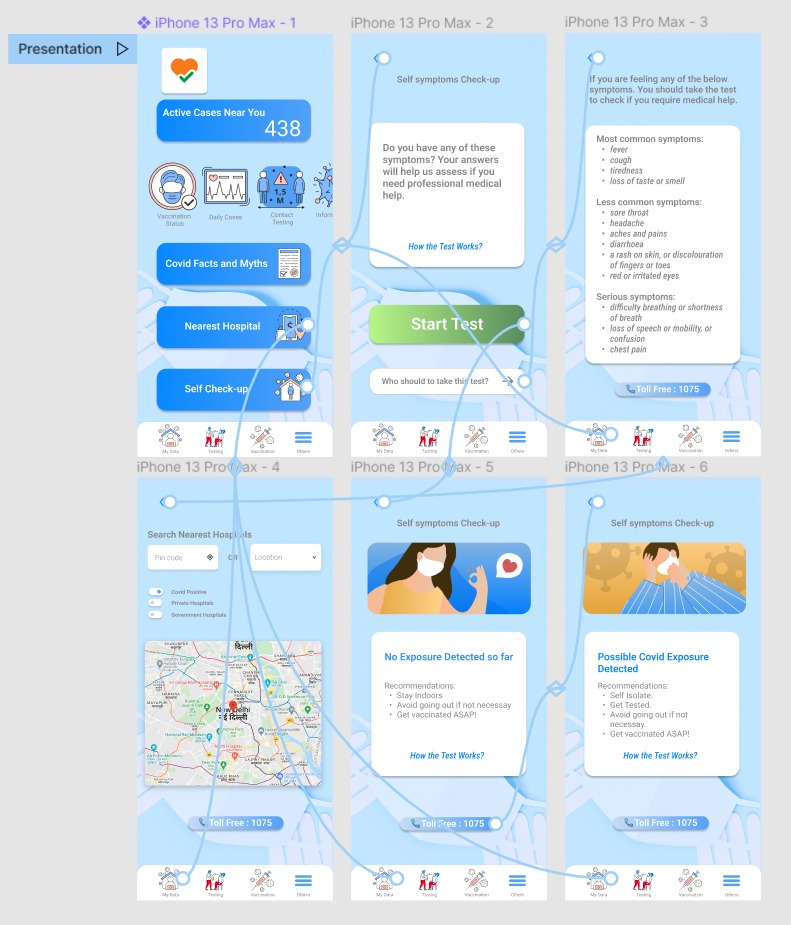 Presentation
iPhone 13 Pro Max - 1
Active Cases Near You
438
Vaccination
Status
Daily Cases
1,5
M
Contact
Testing
Inform
Covid Facts and Myths
Nearest Hospital
Self Check-up
My Data
Testing
Vaccination
Others
iPhone 13 Pro Max - 2
Self symptoms Check-up
Do you have any of these
symptoms? Your answers
will help us assess if you
need professional medical
help.
How the Test Works?
Start Test
Who should to take this test?
My Data
Testing
Vaccination
Others
iPhone 13 Pro Max - 3
If you are feeling any of the below
symptoms. You should take the test
to check if you require medical help.
Most common symptoms:
• fever
• cough
• tiredness
• loss of taste or smell
Less common symptoms:
• sore throat
• headache
• aches and pains
• diarrhoea
• a rash on skin, or discolouration
of fingers or toes
• red or irritated eyes
Serious symptoms:
• difficulty breathing or shortness
of breath
• loss of speech or mobility, or
confusion
• chest pain
Toll Free : 1075
My Data
Testing
Vaccination
Others
iPhone 13 Pro Max - 4
Search Nearest Hospitals
Pin code
OR
Location
Covid Positive
Private Hospitals
Government Hospitals
दिल्ली
New Delhi
नई दिल्ली
Toll Free : 1075
My Data
Testing
Vaccination
Others
iPhone 13 Pro Max - 5
Self symptoms Check-up
No Exposure Detected so far
Recommendations:
• Stay Indoors
• Avoid going out if not necessay
• Get vaccinated ASAP!
How the Test Works?
Toll Free : 1075
My Data
Testing
Vaccination
Others
iPhone 13 Pro Max - 6
Self symptoms Check-up
Possible Covid Exposure
Detected
Recommendations:
• Self Isolate.
• Get Tested.
• Avoid going out if not
necessay.
• Get vaccinated ASAP!
How the Test Works?
Toll Free : 1075
My Data
Testing
Vaccination
Others